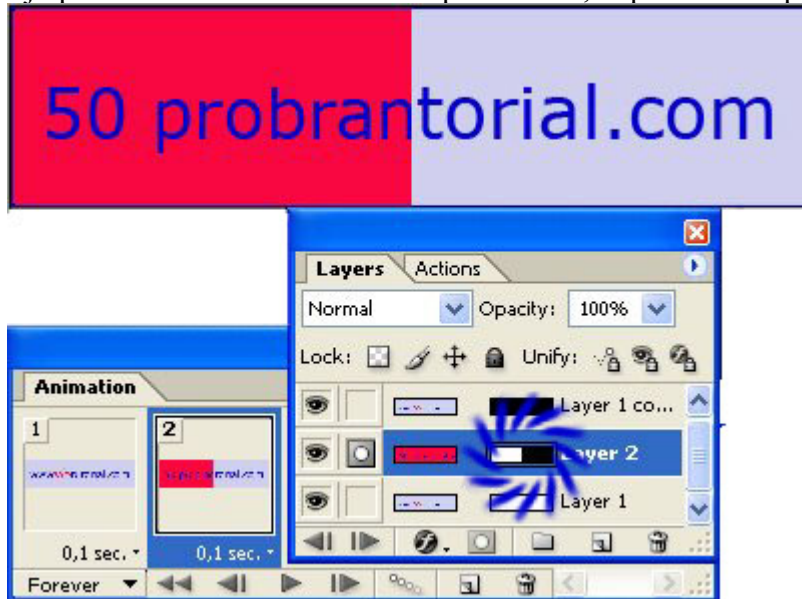 50 probrantorial.com
Layers Actions
Normal Opacity: 100%
Lock: Unify:
Layer 1 co...
Layer 2
Layer 1
Animation
1 2
0,1 sec. 0,1 sec.
Forever